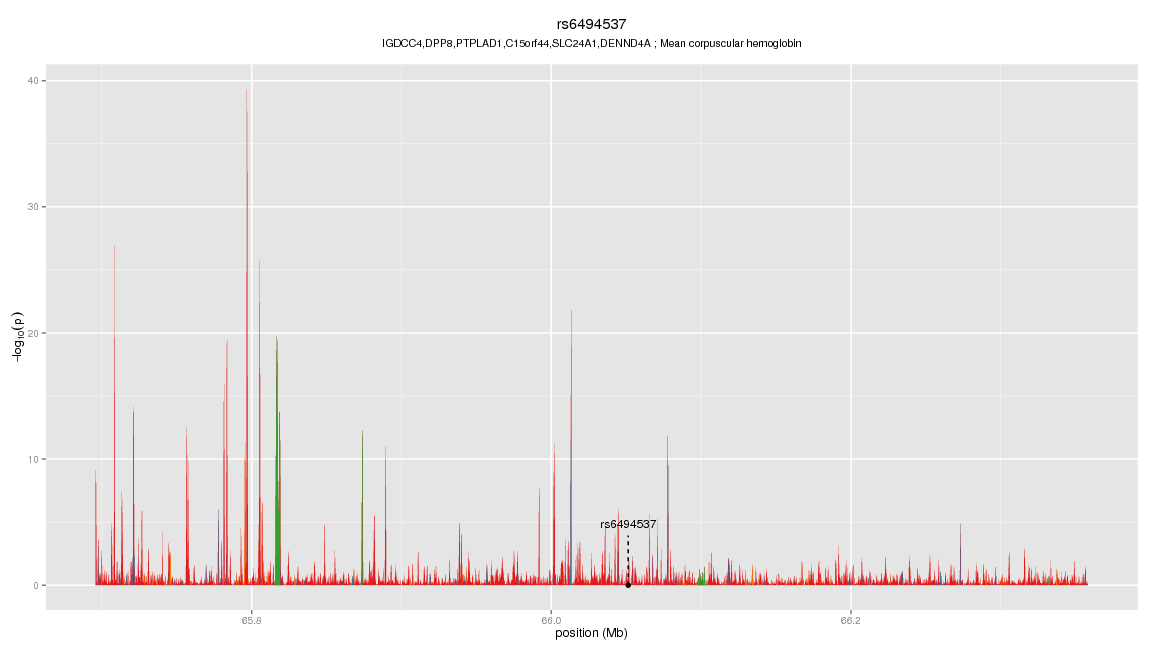 rs6494537
IGDCC4,DPP8,PTPLAD1,C15orf44,SLC24A1,DENND4A ; Mean corpuscular hemoglobin
40
30
20
10
0
−log10(p)
rs6494537
65.8
66.0
66.2
position (Mb)